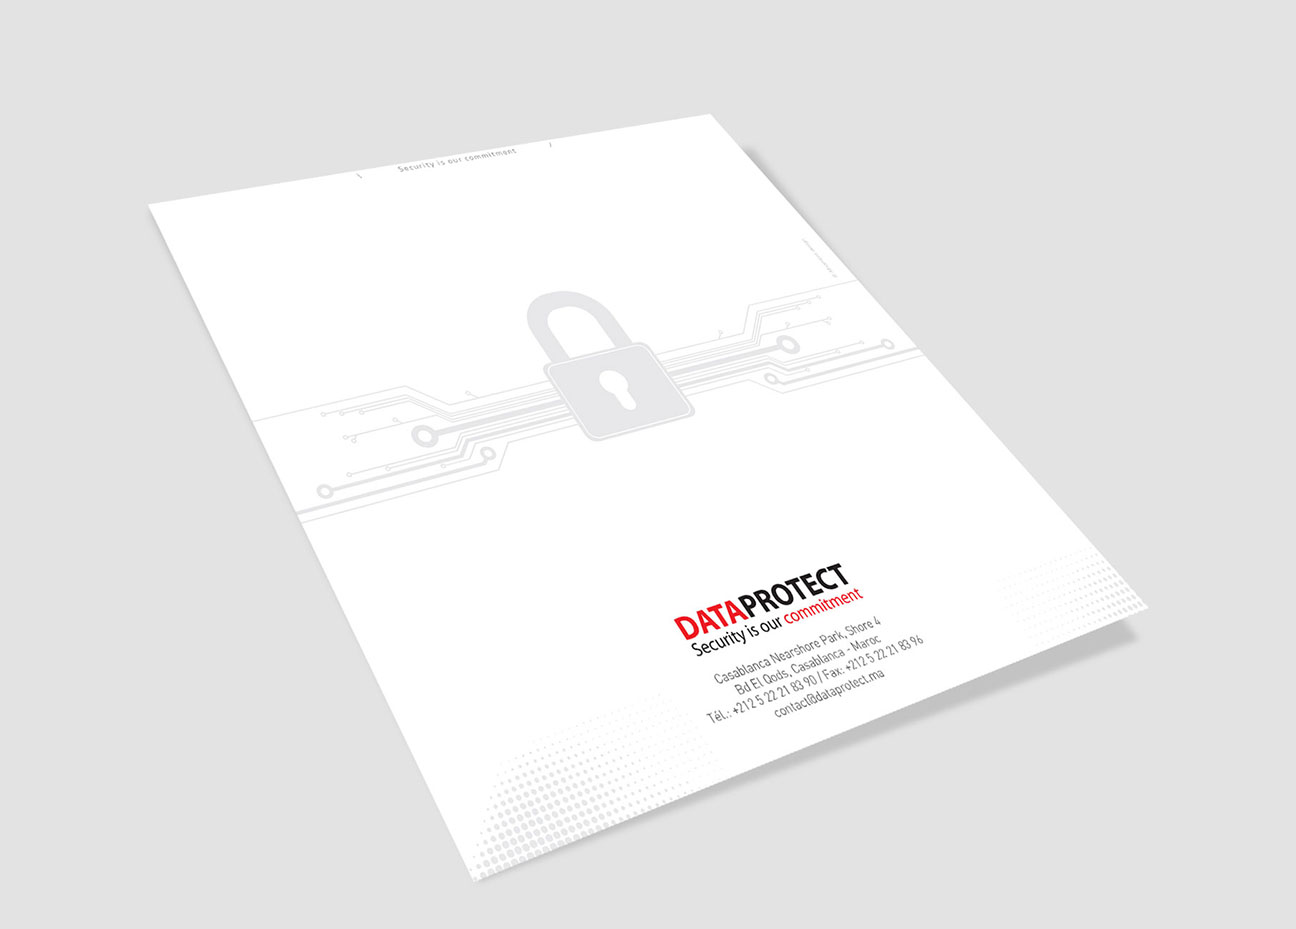 Security is our commitment
DATAPROTECT
Security is our commitment
Casablanca Nearshore Park, Shore 4
Bd El Qods, Casablanca - Maroc
Tél.: +212 5 22 21 83 90 / Fax: +212 5 22 21 83 96
contact@dataprotect.ma